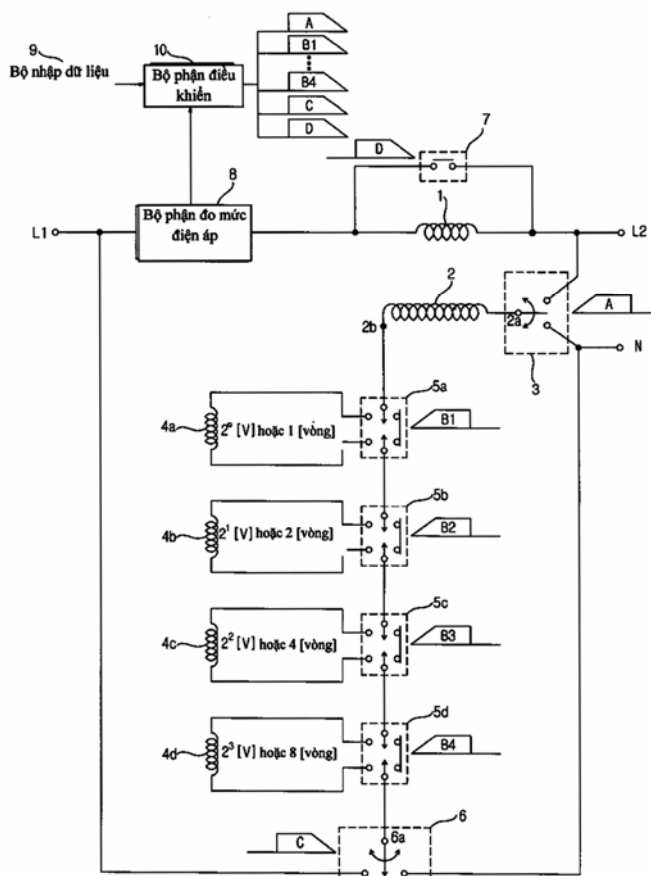 9
Bộ nhập dữ liệu
10
Bộ phận điều
khiển
A
B1
B4
C
D
D
7
8
Bộ phận đo mức
điện áp
1
L1
L2
2
2a
A
2b
N
3
4a
2⁰ [V] hoặc 1 [vòng]
5a
B1
4b
2¹ [V] hoặc 2 [vòng]
5b
B2
4c
2² [V] hoặc 4 [vòng]
5c
B3
4d
2³ [V] hoặc 8 [vòng]
5d
B4
C
6a
6